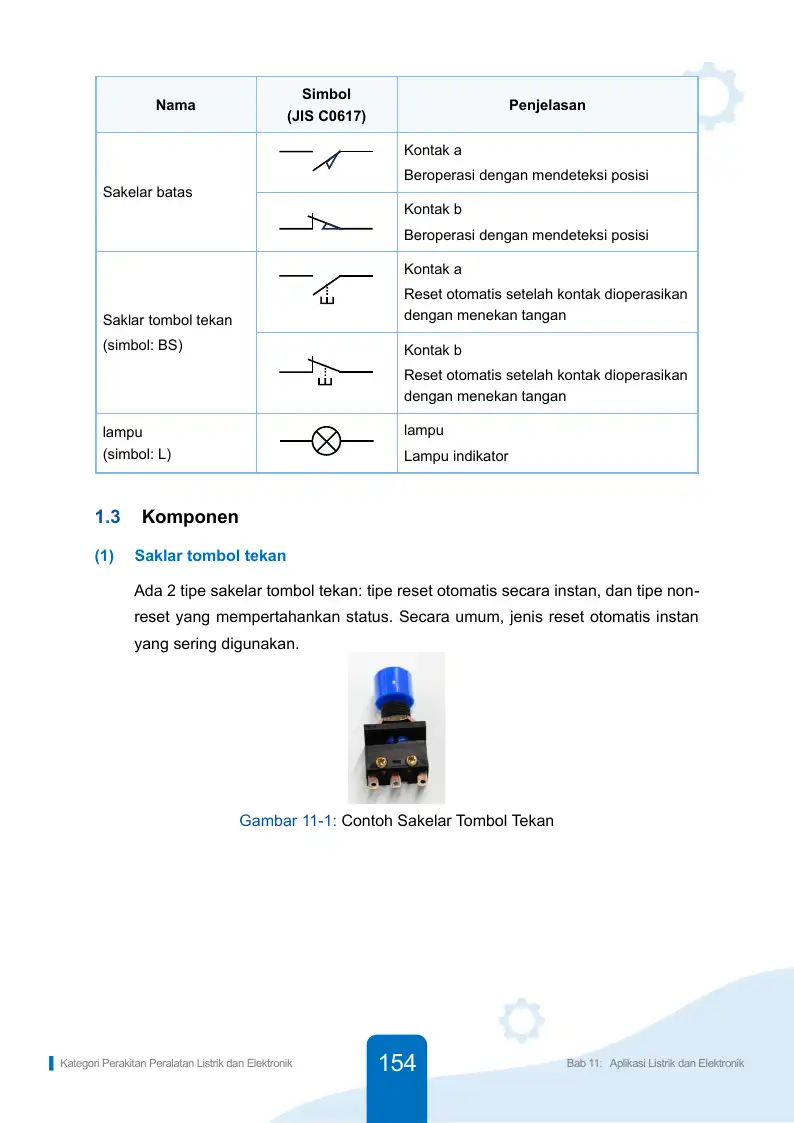 Nama
Simbol
(JIS C0617)
Penjelasan
Sakelar batas
Kontak a
Beroperasi dengan mendeteksi posisi
Kontak b
Beroperasi dengan mendeteksi posisi
Saklar tombol tekan
(simbol: BS)
Kontak a
Reset otomatis setelah kontak dioperasikan
dengan menekan tangan
Kontak b
Reset otomatis setelah kontak dioperasikan
dengan menekan tangan
lampu
(simbol: L)
lampu
Lampu indikator
1.3 Komponen
(1) Saklar tombol tekan
Ada 2 tipe sakelar tombol tekan: tipe reset otomatis secara instan, dan tipe non-
reset yang mempertahankan status. Secara umum, jenis reset otomatis instan
yang sering digunakan.
Gambar 11-1: Contoh Sakelar Tombol Tekan
Kategori Perakitan Peralatan Listrik dan Elektronik
154
Bab 11: Aplikasi Listrik dan Elektronik